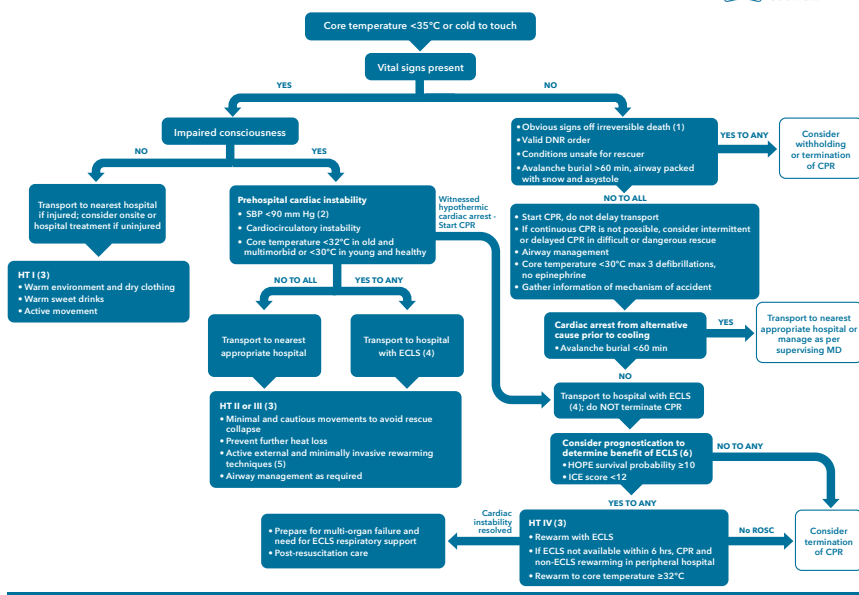 Core temperature <35°C or cold to touch
Vital signs present
YES
NO
Impaired consciousness
• Obvious signs off irreversible death (1)
• Valid DNR order
• Conditions unsafe for rescuer
• Avalanche burial >60 min, airway packed
with snow and asystole
YES TO ANY
Consider
withholding
or termination
of CPR
NO
YES
Transport to nearest hospital
if injured; consider onsite or
hospital treatment if uninjured
Prehospital cardiac instability
• SBP <90 mm Hg (2)
• Cardiocirculatory instability
• Core temperature <32°C in old and
multimorbid or <30°C in young and healthy
Witnessed
hypothermic
cardiac arrest -
Start CPR
NO TO ALL
• Start CPR, do not delay transport
• If continuous CPR is not possible, consider intermittent
or delayed CPR in difficult or dangerous rescue
• Airway management
• Core temperature <30°C max 3 defibrillations,
no epinephrine
• Gather information of mechanism of accident
HT I (3)
• Warm environment and dry clothing
• Warm sweet drinks
• Active movement
NO TO ALL
YES TO ANY
Transport to nearest
appropriate hospital
Transport to hospital
with ECLS (4)
Cardiac arrest from alternative
cause prior to cooling
• Avalanche burial <60 min
YES
Transport to nearest
appropriate hospital or
manage as per
supervising MD
NO
HT II or III (3)
• Minimal and cautious movements to avoid rescue
collapse
• Prevent further heat loss
• Active external and minimally invasive rewarming
techniques (5)
• Airway management as required
Transport to hospital with ECLS
(4); do NOT terminate CPR
Consider prognostication to
determine benefit of ECLS (6)
• HOPE survival probability ≥10
• ICE score <12
NO TO ANY
YES TO ANY
Cardiac
instability
resolved
• Prepare for multi-organ failure and
need for ECLS respiratory support
• Post-resuscitation care
HT IV (3)
• Rewarm with ECLS
• If ECLS not available within 6 hrs, CPR and
non-ECLS rewarming in peripheral hospital
• Rewarm to core temperature ≥32°C
No ROSC
Consider
termination
of CPR